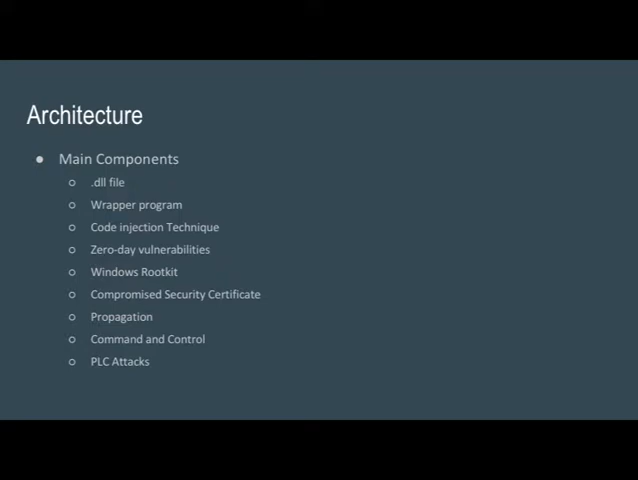 Architecture
● Main Components
○ .dll file
○ Wrapper program
○ Code injection Technique
○ Zero-day vulnerabilities
○ Windows Rootkit
○ Compromised Security Certificate
○ Propagation
○ Command and Control
○ PLC Attacks